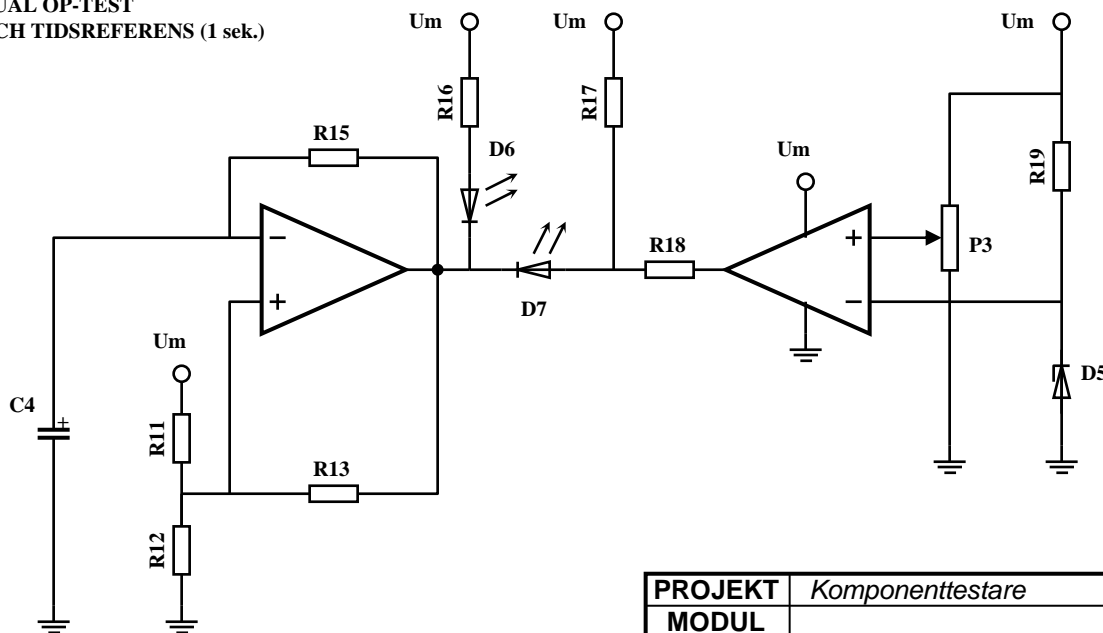 UAL OP-TEST
CH TIDSREFERENS (1 sek.)
Um
Um
Um
R16
R17
R15
D6
Um
R19
R18
P3
D7
Um
D5
C4
+
R11
R13
R12
PROJEKT Komponenttestare
MODUL